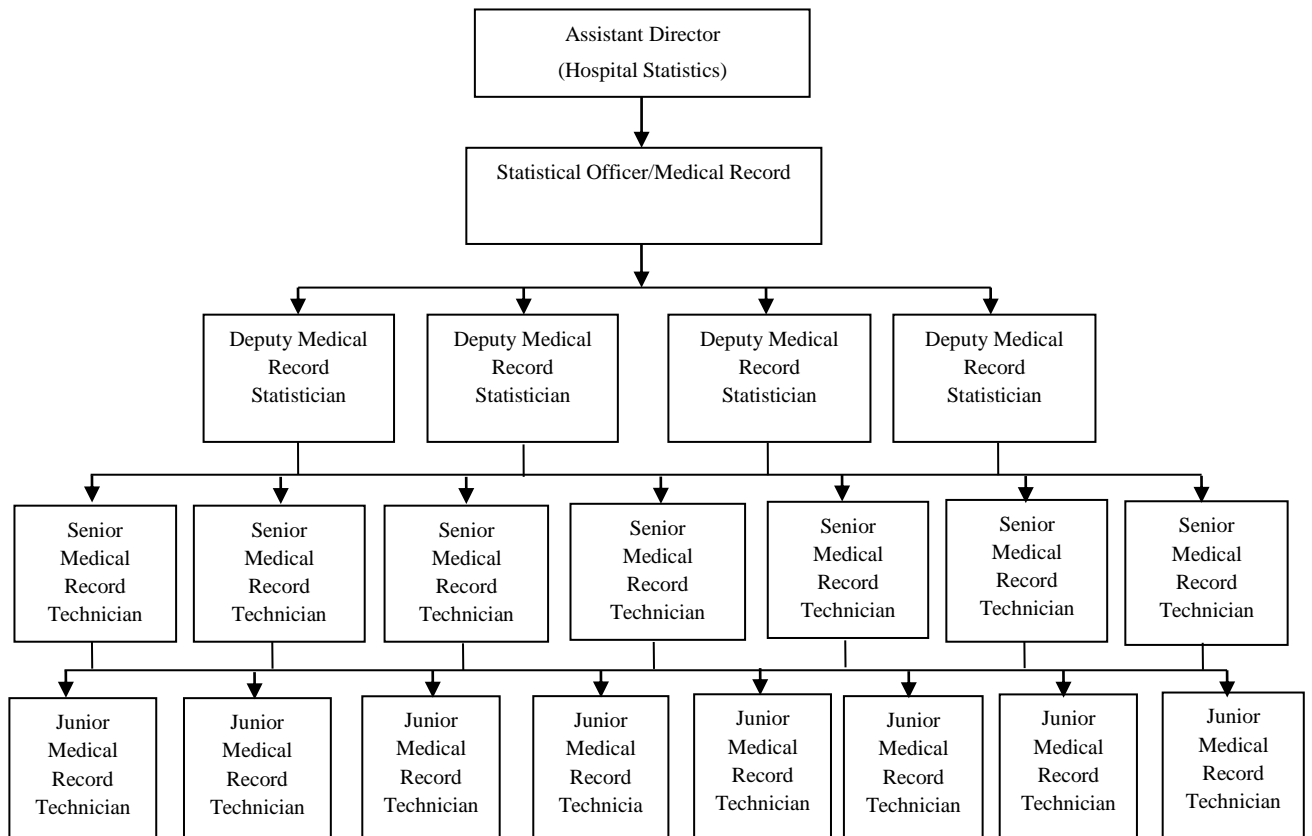 Assistant Director
(Hospital Statistics)
Statistical Officer/Medical Record
Deputy Medical
Record
Statistician
Deputy Medical
Record
Statistician
Deputy Medical
Record
Statistician
Deputy Medical
Record
Statistician
Senior
Medical
Record
Technician
Senior
Medical
Record
Technician
Senior
Medical
Record
Technician
Senior
Medical
Record
Technician
Senior
Medical
Record
Technician
Senior
Medical
Record
Technician
Senior
Medical
Record
Technician
Junior
Medical
Record
Technician
Junior
Medical
Record
Technician
Junior
Medical
Record
Technician
Junior
Medical
Record
Technicia
Junior
Medical
Record
Technician
Junior
Medical
Record
Technician
Junior
Medical
Record
Technician
Junior
Medical
Record
Technician